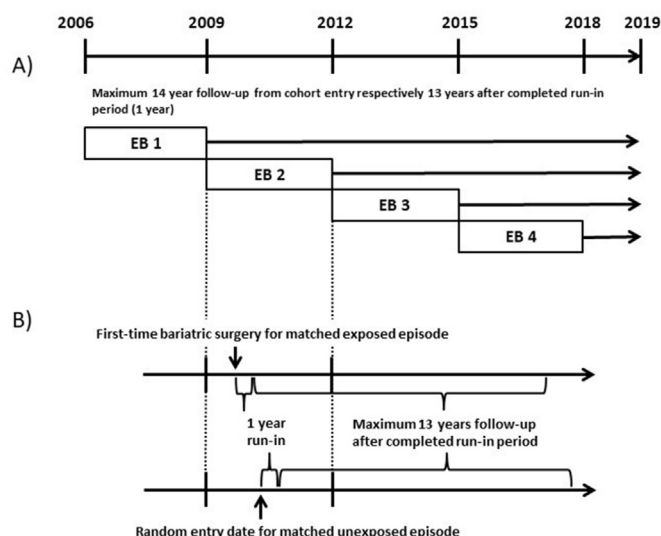 2006 2009 2012 2015 2018 2019
A)
Maximum 14 year follow-up from cohort entry respectively 13 years after completed run-in
period (1 year)
EB 1
EB 2
EB 3
EB 4
B)
First-time bariatric surgery for matched exposed episode
1 year
run-in
Maximum 13 years follow-up
after completed run-in period
Random entry date for matched unexposed episode